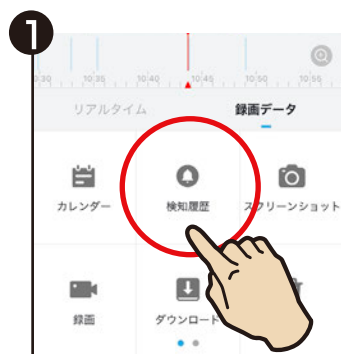 1
10:30 10:35 10:40 10:45 10:50 10:55
リアルタイム 録画データ
カレンダー 検知履歴 スクリーンショット
録画 ダウンロード